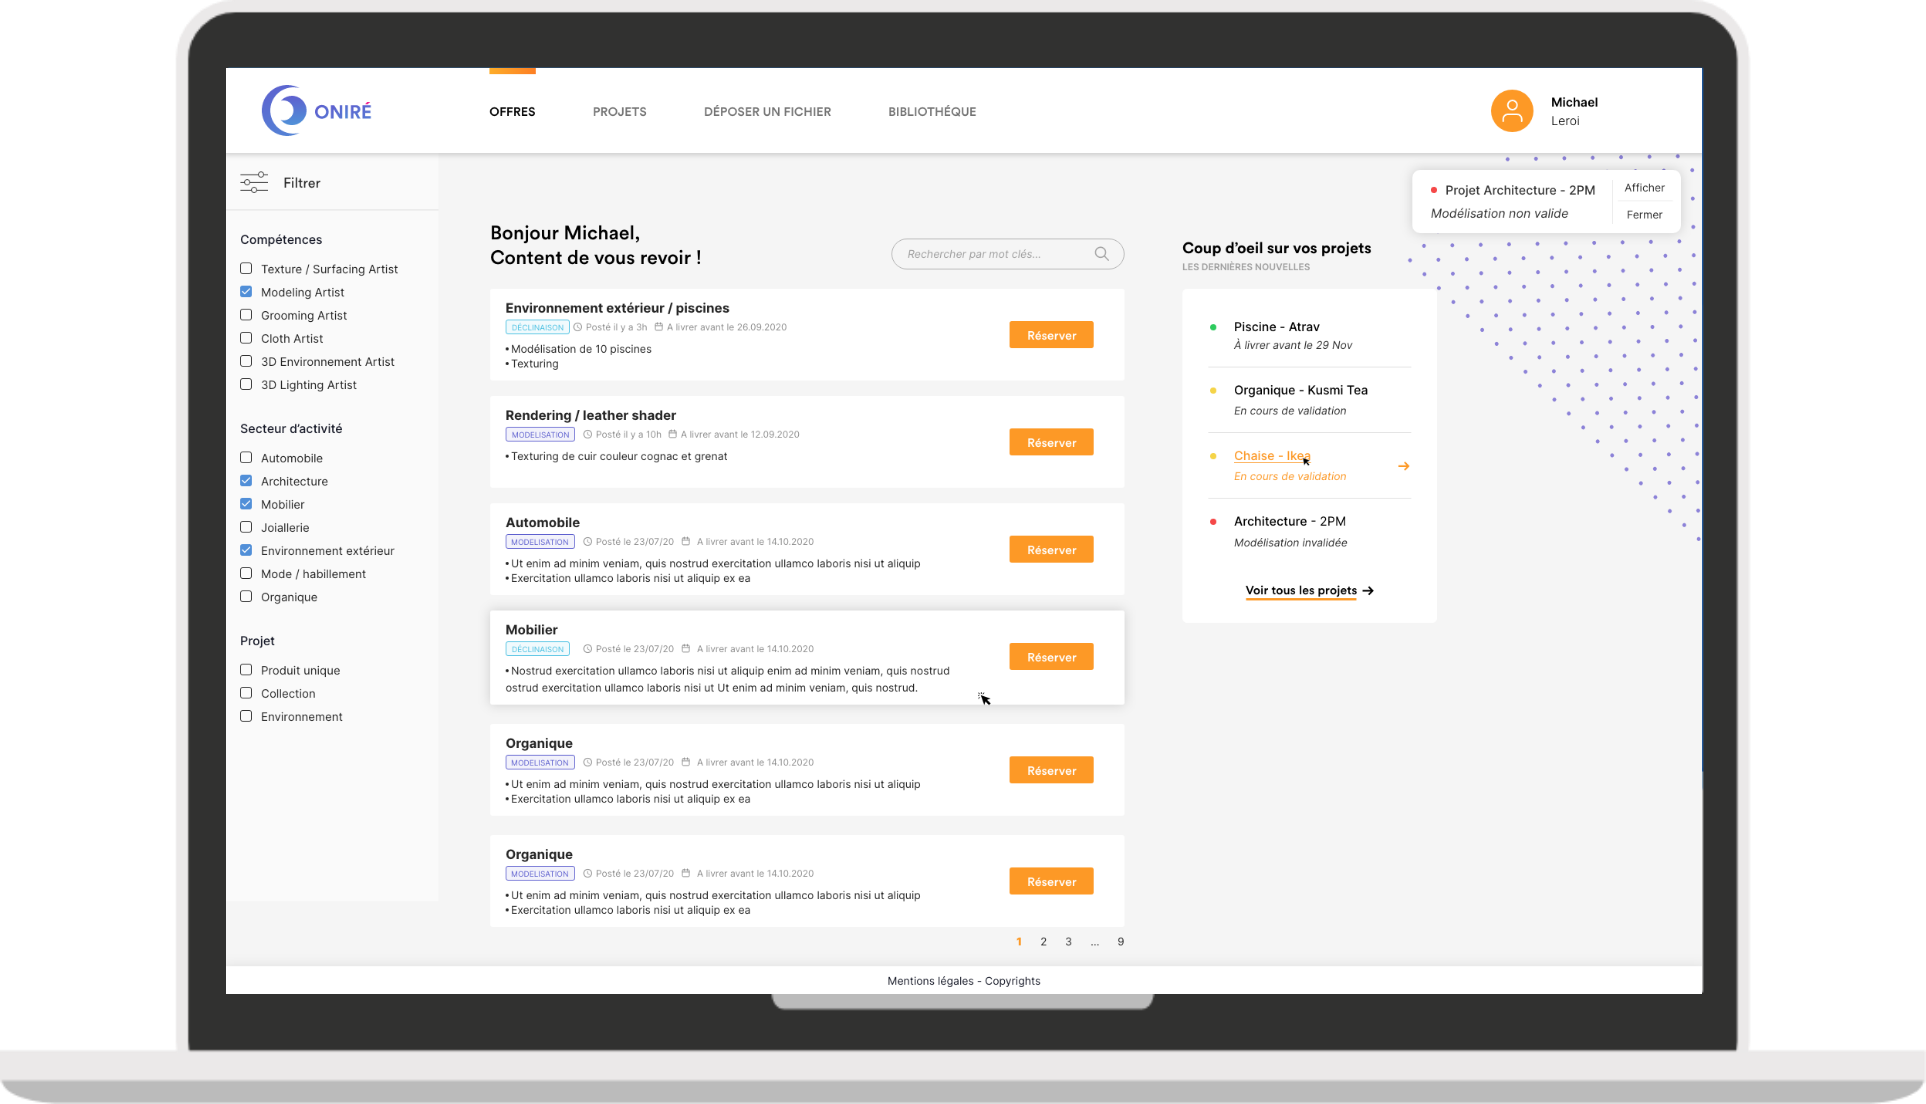 ONIRÉ
OFFRES
PROJETS
DÉPOSER UN FICHIER
BIBLIOTHÉQUE
Michael
Leroi
Filtrer
Compétences
Texture / Surfacing Artist
Modeling Artist
Grooming Artist
Cloth Artist
3D Environnement Artist
3D Lighting Artist
Secteur d’activité
Automobile
Architecture
Mobilier
Joiallerie
Environnement extérieur
Mode / habillement
Organique
Projet
Produit unique
Collection
Environnement
Bonjour Michael,
Content de vous revoir !
Rechercher par mot clés...
Environnement extérieur / piscines
DÉCLINAISON Posté il y a 3h A livrer avant le 26.09.2020
• Modélisation de 10 piscines
• Texturing
Réserver
Rendering / leather shader
MODELISATION Posté il y a 10h A livrer avant le 12.09.2020
• Texturing de cuir couleur cognac et grenat
Réserver
Automobile
MODELISATION Posté le 23/07/20 A livrer avant le 14.10.2020
• Ut enim ad minim veniam, quis nostrud exercitation ullamco laboris nisi ut aliquip
• Exercitation ullamco laboris nisi ut aliquip ex ea
Réserver
Mobilier
DÉCLINAISON Posté le 23/07/20 A livrer avant le 14.10.2020
• Nostrud exercitation ullamco laboris nisi ut aliquip enim ad minim veniam, quis nostrud
ostrud exercitation ullamco laboris nisi ut Ut enim ad minim veniam, quis nostrud.
Réserver
Organique
MODELISATION Posté le 23/07/20 A livrer avant le 14.10.2020
• Ut enim ad minim veniam, quis nostrud exercitation ullamco laboris nisi ut aliquip
• Exercitation ullamco laboris nisi ut aliquip ex ea
Réserver
Organique
MODELISATION Posté le 23/07/20 A livrer avant le 14.10.2020
• Ut enim ad minim veniam, quis nostrud exercitation ullamco laboris nisi ut aliquip
• Exercitation ullamco laboris nisi ut aliquip ex ea
Réserver
1 2 3 ... 9
Projet Architecture - 2PM
Modélisation non valide
Afficher
Fermer
Coup d’oeil sur vos projets
LES DERNIÈRES NOUVELLES
Piscine - Atrav
À livrer avant le 29 Nov
Organique - Kusmi Tea
En cours de validation
Chaise - Ikea
En cours de validation
Architecture - 2PM
Modélisation invalidée
Voir tous les projets
Mentions légales - Copyrights